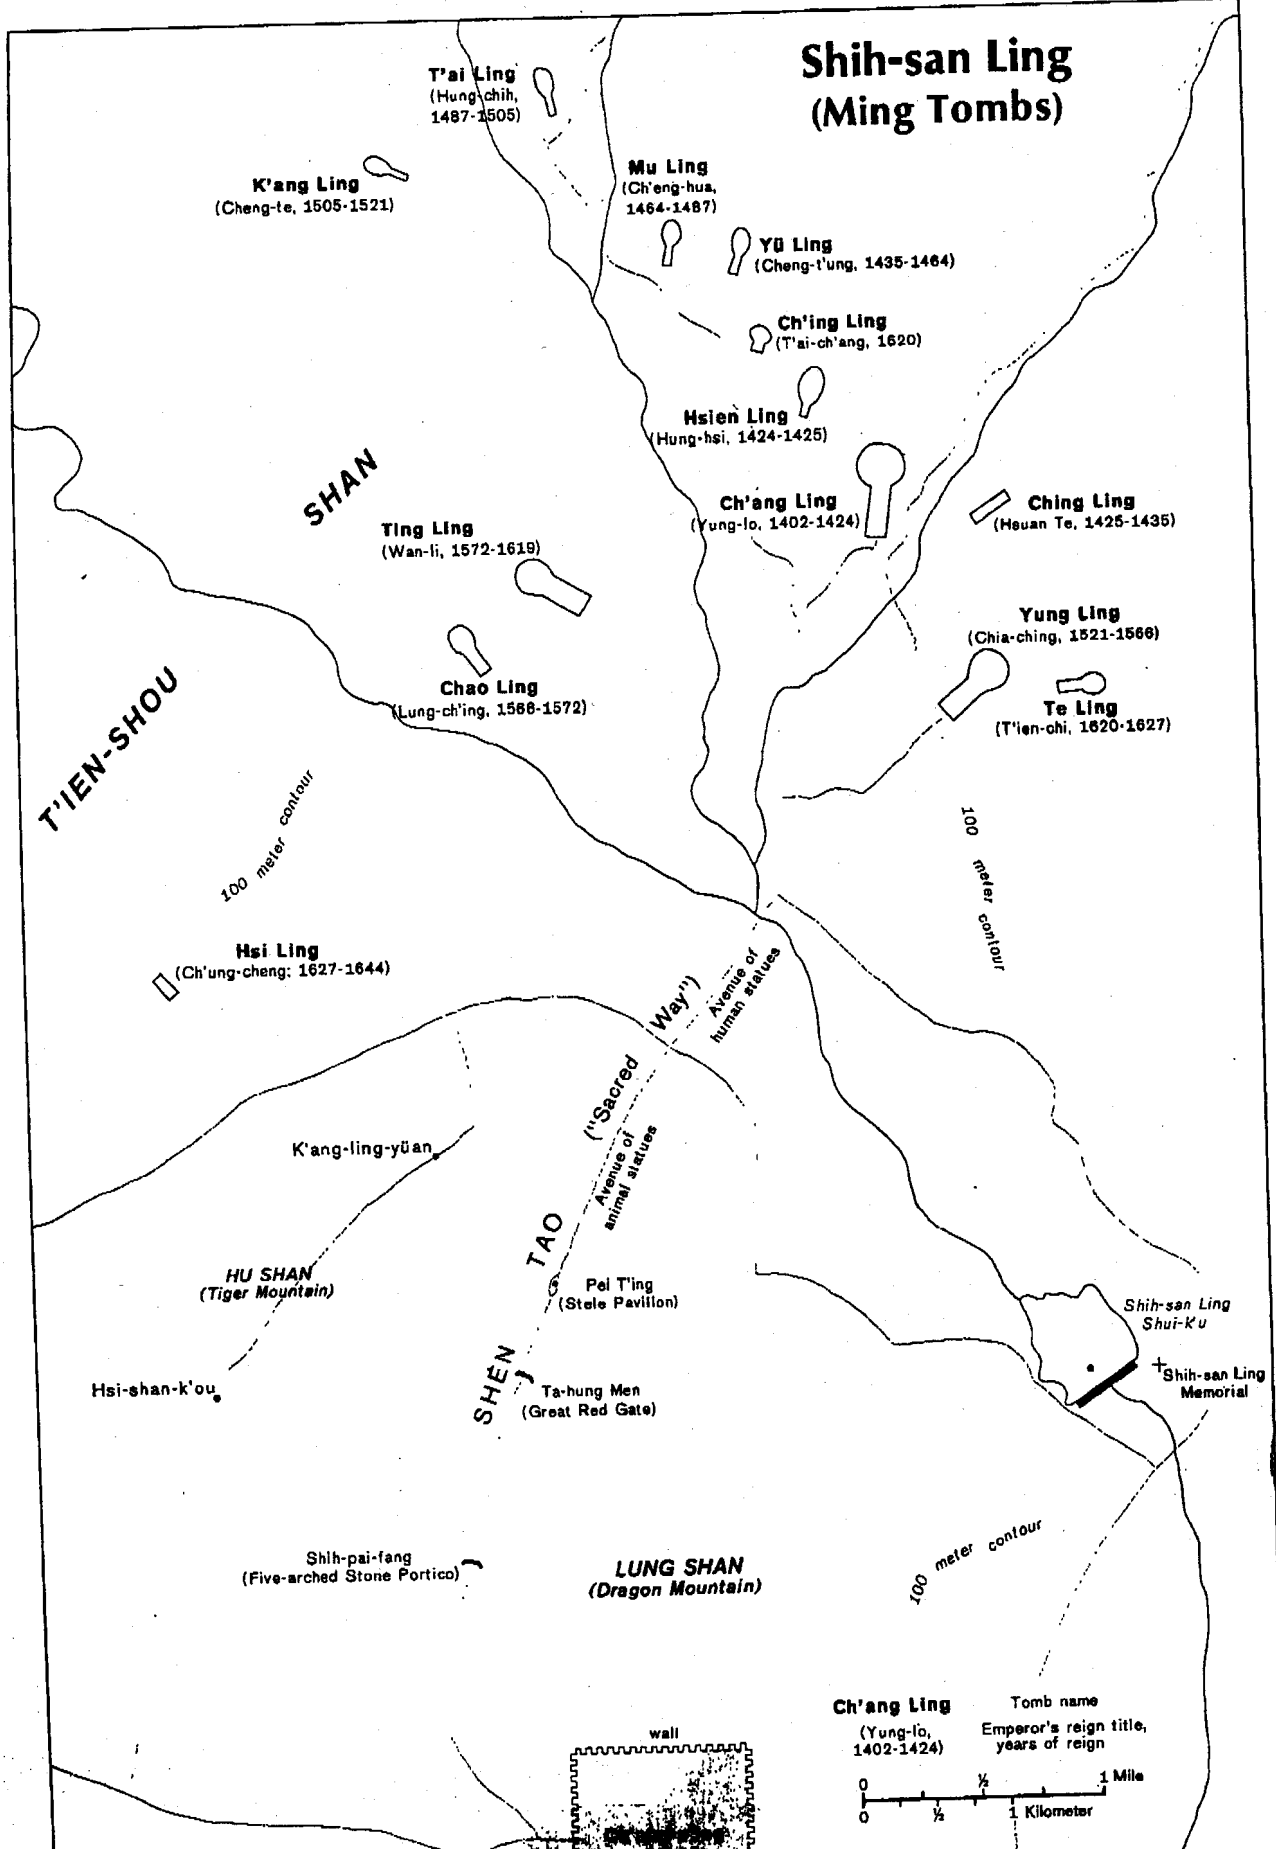 Shih-san Ling
(Ming Tombs)
T'ai Ling
(Hung-chih,
1487-1505)
K'ang Ling
(Cheng-te, 1505-1521)
Mu Ling
(Ch'eng-hua,
1464-1487)
Yü Ling
(Cheng-t'ung, 1435-1464)
Ch'ing Ling
(T'ai-ch'ang, 1620)
Hsien Ling
(Hung-hsi, 1424-1425)
Ch'ang Ling
(Yung-lo, 1402-1424)
Ching Ling
(Hsuan Te, 1425-1435)
SHAN
Ting Ling
(Wan-li, 1572-1619)
Yung Ling
(Chia-ching, 1521-1566)
Chao Ling
(Lung-ch'ing, 1566-1572)
Te Ling
(T'ien-chi, 1620-1627)
T'IEN-SHOU
100 meter contour
100 meter contour
Hsi Ling
(Ch'ung-cheng; 1627-1644)
Avenue of
human statues
("Sacred Way")
Avenue of
animal statues
K'ang-ling-yüan
SHEN TAO
HU SHAN
(Tiger Mountain)
Pei T'ing
(Stele Pavilion)
Shih-san Ling
Shui-K'u
Shih-san Ling
Memorial
Hsi-shan-k'ou
Ta-hung Men
(Great Red Gate)
100 meter contour
Shih-pai-fang
(Five-arched Stone Portico)
LUNG SHAN
(Dragon Mountain)
Ch'ang Ling
(Yung-lo,
1402-1424)
Tomb name
Emperor's reign title,
years of reign
wall
0 ½ 1 Mile
0 ½ 1 Kilometer